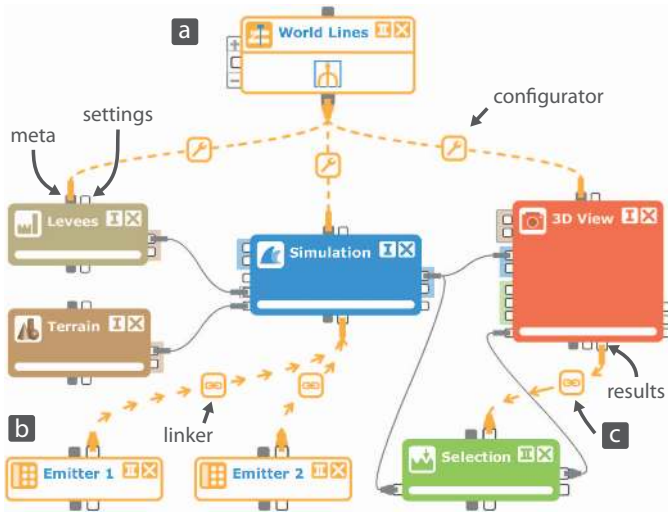 a
World Lines
configurator
settings
meta
Levees
3D View
Simulation
Terrain
results
linker
b
c
Emitter 1
Emitter 2
Selection